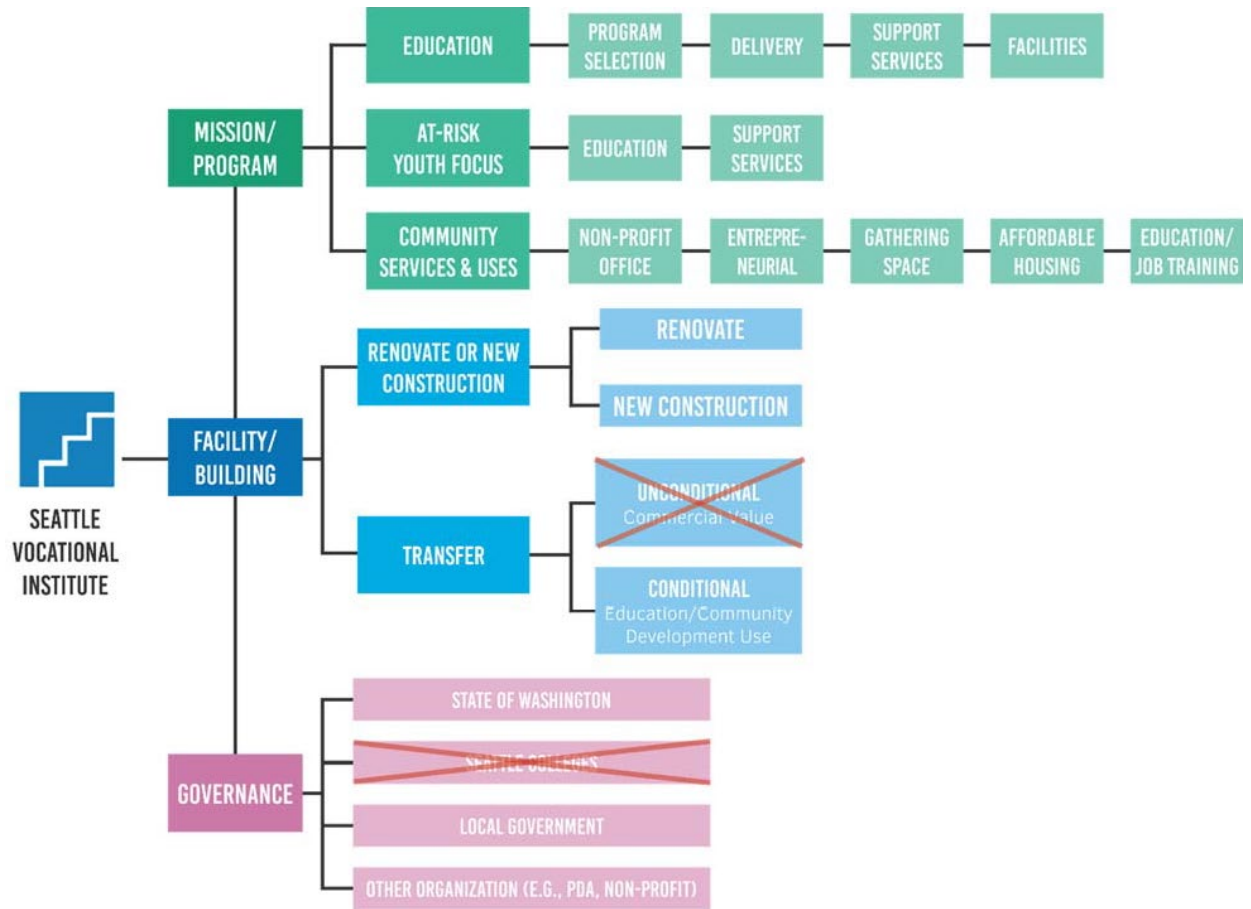 EDUCATION
PROGRAM
SELECTION
DELIVERY
SUPPORT
SERVICES
FACILITIES
MISSION/
PROGRAM
AT-RISK
YOUTH FOCUS
EDUCATION
SUPPORT
SERVICES
COMMUNITY
SERVICES & USES
NON-PROFIT
OFFICE
ENTREPRE-
NEURIAL
GATHERING
SPACE
AFFORDABLE
HOUSING
EDUCATION/
JOB TRAINING
SEATTLE
VOCATIONAL
INSTITUTE
FACILITY/
BUILDING
RENOVATE OR NEW
CONSTRUCTION
RENOVATE
NEW CONSTRUCTION
TRANSFER
UNCONDITIONAL
Commercial Value
CONDITIONAL
Education/Community
Development Use
GOVERNANCE
STATE OF WASHINGTON
SEATTLE COLLEGES
LOCAL GOVERNMENT
OTHER ORGANIZATION (E.G., PDA, NON-PROFIT)